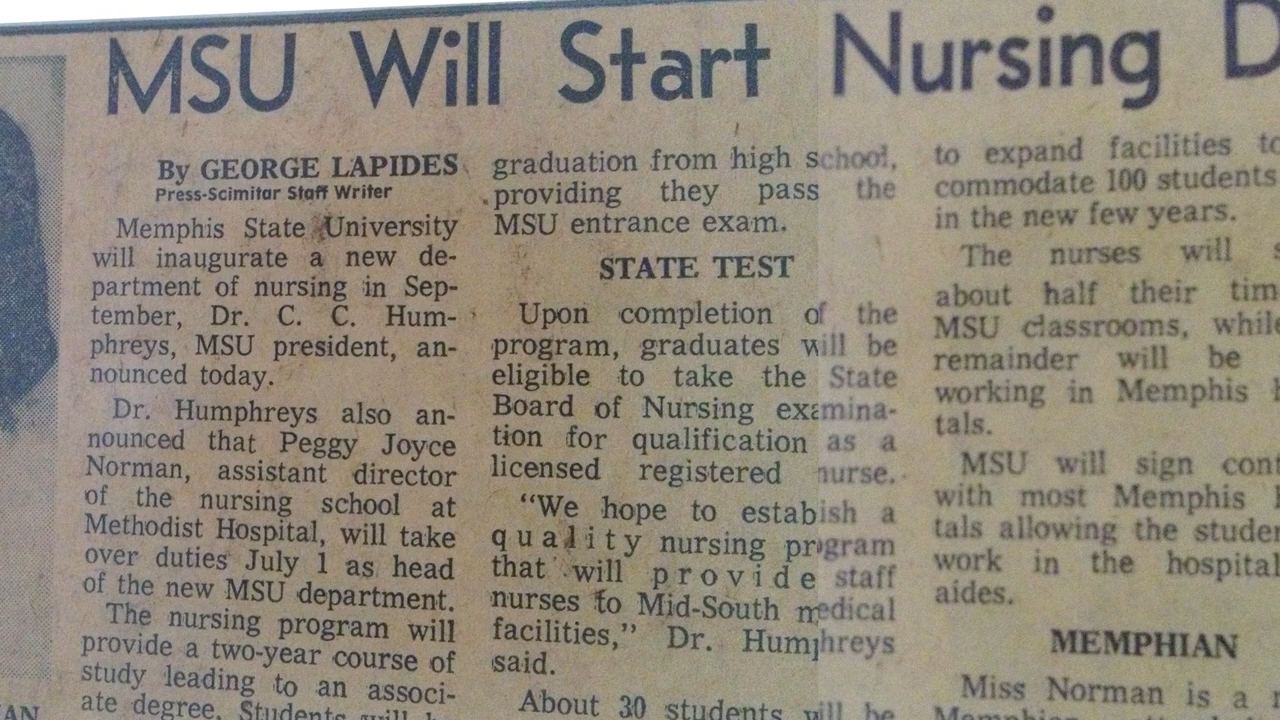 MSU Will Start Nursing D
By GEORGE LAPIDES
Press-Scimitar Staff Writer
Memphis State University
will inaugurate a new de-
partment of nursing in Sep-
tember, Dr. C. C. Hum-
phreys, MSU president, an-
nounced today.
Dr. Humphreys also an-
nounced that Peggy Joyce
Norman, assistant director
of the nursing school at
Methodist Hospital, will take
over duties July 1 as head
of the new MSU department.
The nursing program will
provide a two-year course of
study leading to an associ-
ate degree. Students will
graduation from high school,
providing they pass the
MSU entrance exam.
STATE TEST
Upon completion of the
program, graduates will be
eligible to take the State
Board of Nursing examina-
tion for qualification as a
licensed registered nurse.
"We hope to estabish a
quality nursing program
that will provide staff
nurses to Mid-South medical
facilities," Dr. Humphreys
said.
About 30 students will be
to expand facilities to
commodate 100 students
in the new few years.
The nurses will s
about half their tim
MSU classrooms, while
remainder will be
working in Memphis
tals.
MSU will sign cont
with most Memphis
tals allowing the studen
work in the hospital
aides.
MEMPHIAN
Miss Norman is a
AN